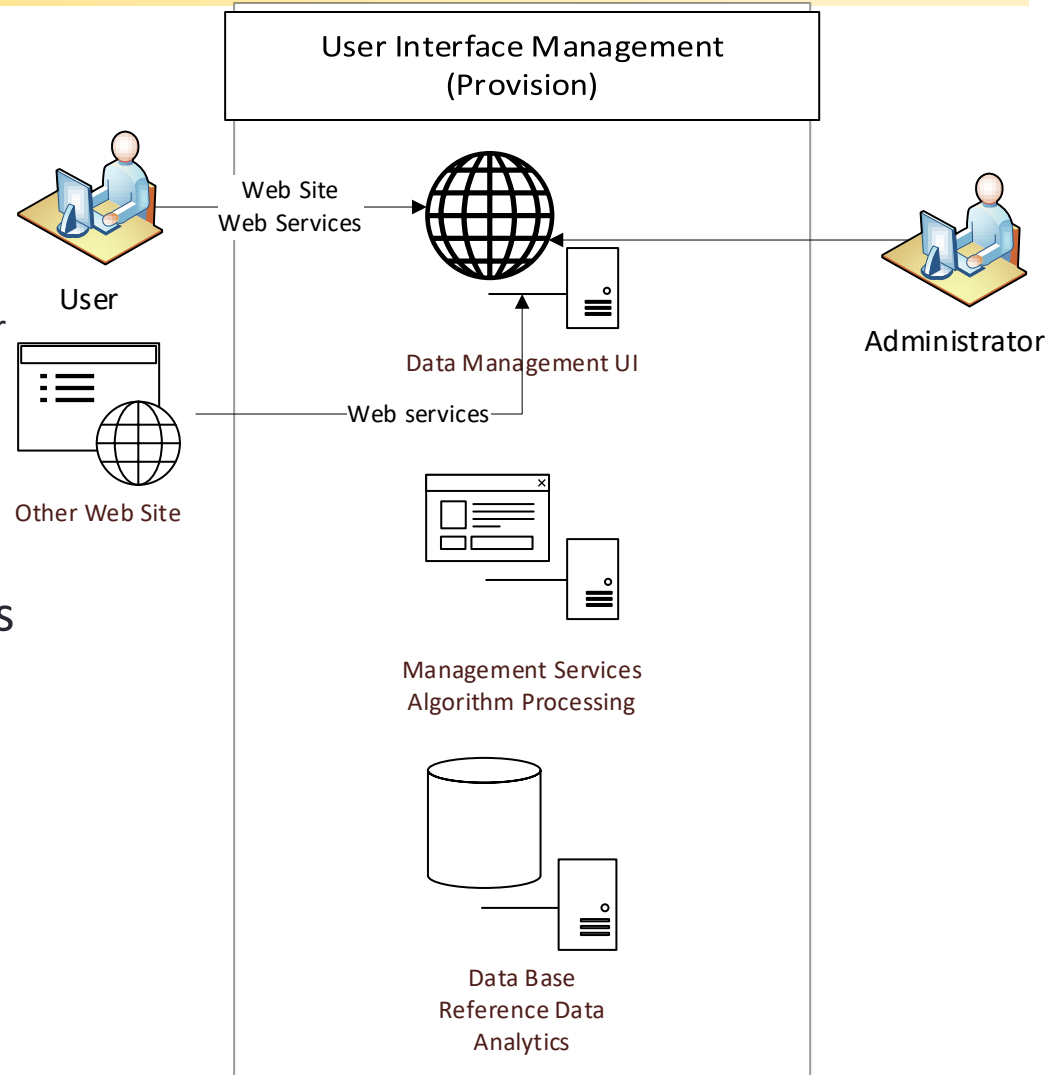 User Interface Management
(Provision)
Web Site
Web Services
User
Administrator
Data Management UI
Web services
Other Web Site
Management Services
Algorithm Processing
Data Base
Reference Data
Analytics